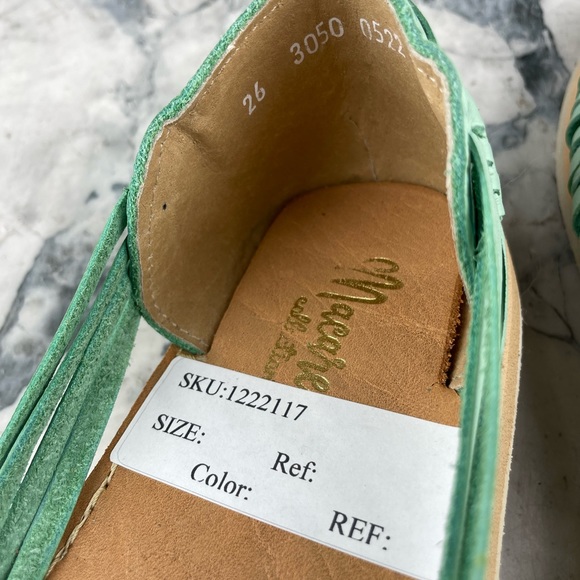 26 3050 0522
SKU:1222117
SIZE:
Ref:
Color:
REF: